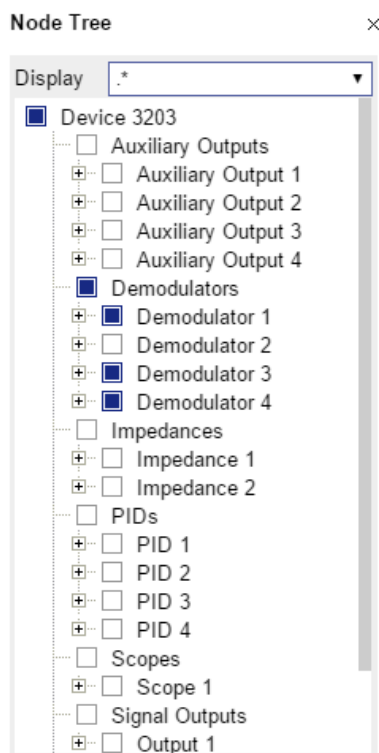 Node Tree
Display .*
Device 3203
Auxiliary Outputs
Auxiliary Output 1
Auxiliary Output 2
Auxiliary Output 3
Auxiliary Output 4
Demodulators
Demodulator 1
Demodulator 2
Demodulator 3
Demodulator 4
Impedances
Impedance 1
Impedance 2
PIDs
PID 1
PID 2
PID 3
PID 4
Scopes
Scope 1
Signal Outputs
Output 1